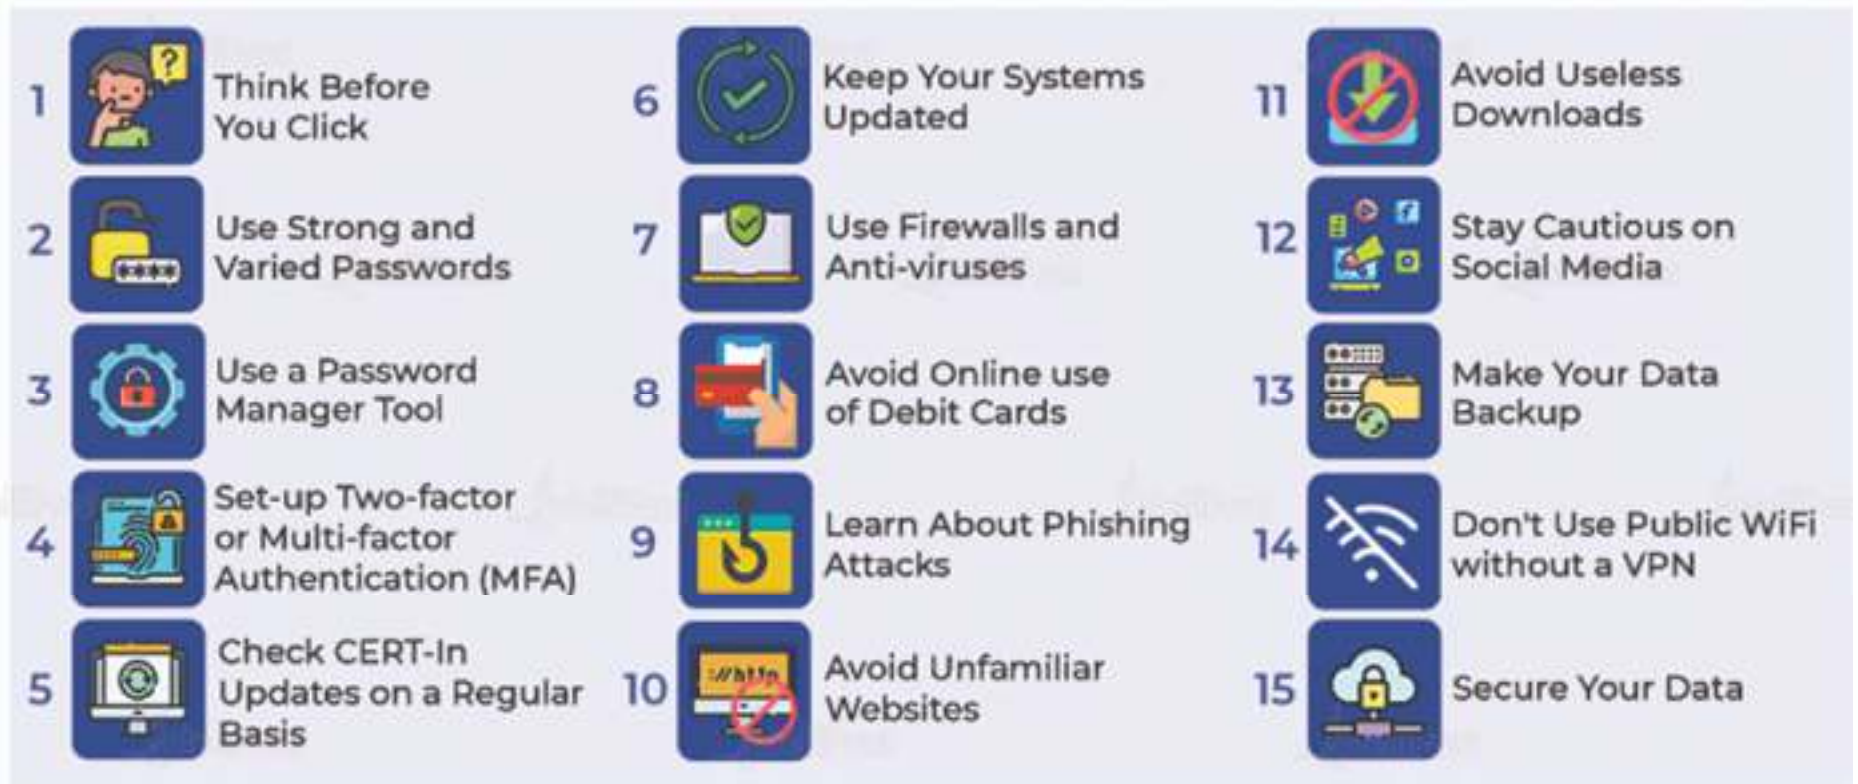 1
Think Before
You Click
2
Use Strong and
Varied Passwords
3
Use a Password
Manager Tool
4
Set-up Two-factor
or Multi-factor
Authentication (MFA)
5
Check CERT-In
Updates on a Regular
Basis
6
Keep Your Systems
Updated
7
Use Firewalls and
Anti-viruses
8
Avoid Online use
of Debit Cards
9
Learn About Phishing
Attacks
10
Avoid Unfamiliar
Websites
11
Avoid Useless
Downloads
12
Stay Cautious on
Social Media
13
Make Your Data
Backup
14
Don't Use Public WiFi
without a VPN
15
Secure Your Data